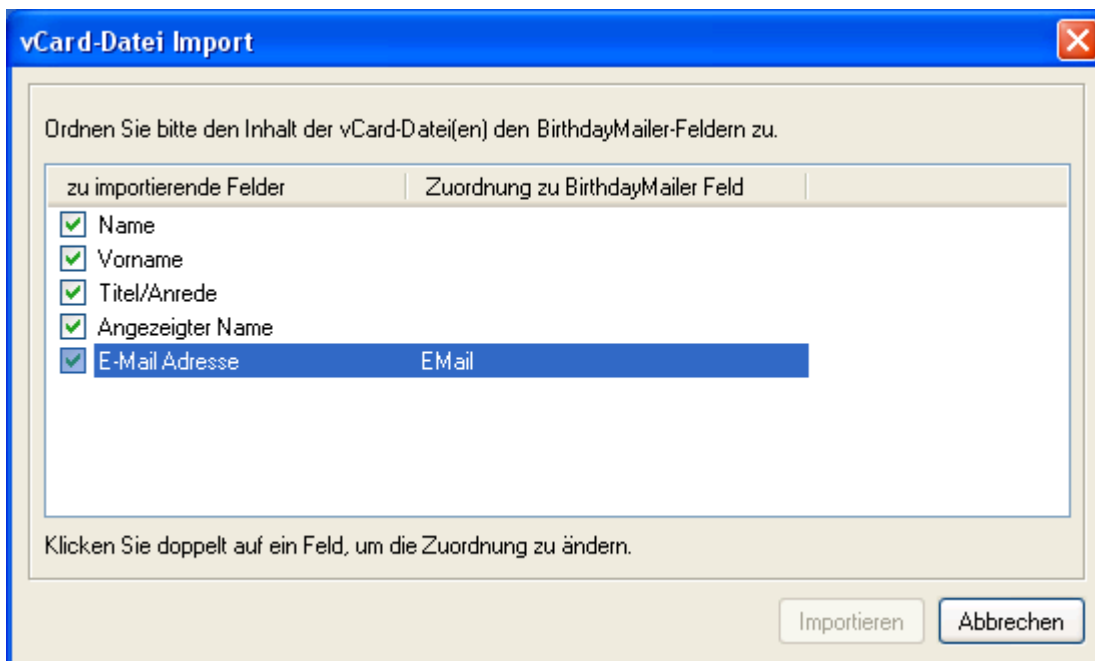 vCard-Datei Import
Ordnen Sie bitte den Inhalt der vCard-Datei(en) den BirthdayMailer-Feldern zu.
zu importierende Felder Zuordnung zu BirthdayMailer Feld
Name
Vorname
Titel/Anrede
Angezeigter Name
E-Mail Adresse EMail
Klicken Sie doppelt auf ein Feld, um die Zuordnung zu ändern.
Importieren Abbrechen